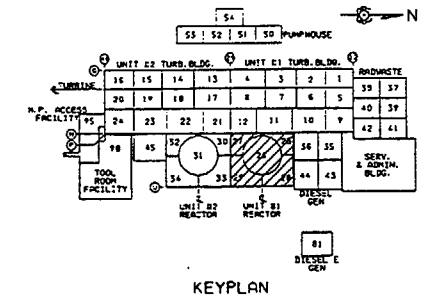 54
53 52 51 50 PUMPHOUSE
N
UNIT #2 TURB.BLDG. UNIT #1 TURB.BLDG.
TURBINE
16 15 14 13 4 3 2 1
RADWASTE
39 37
20 19 18 17 8 7 6 5
40 38
H.P. ACCESS
FACILITY
95 24 23 22 21 12 11 10 9
42 41
98 45 32 31 30 33 34
36 35
44 43
SERV.
& ADMIN.
BLDG.
TOOL
ROOM
FACILITY
UNIT #2
REACTOR
UNIT #1
REACTOR
DIESEL
GEN
81
DIESEL E
GEN
KEYPLAN